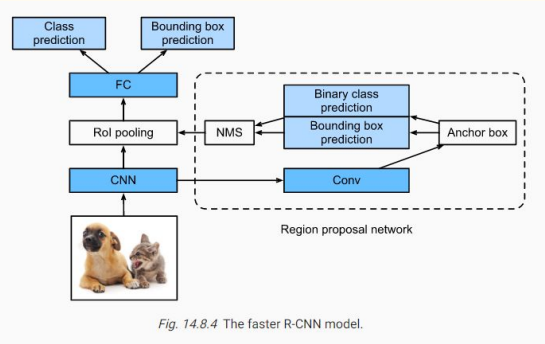 Class
prediction
Bounding box
prediction
FC
Binary class
prediction
RoI pooling
NMS
Bounding box
prediction
Anchor box
CNN
Conv
Region proposal network
Fig. 14.8.4 The faster R-CNN model.